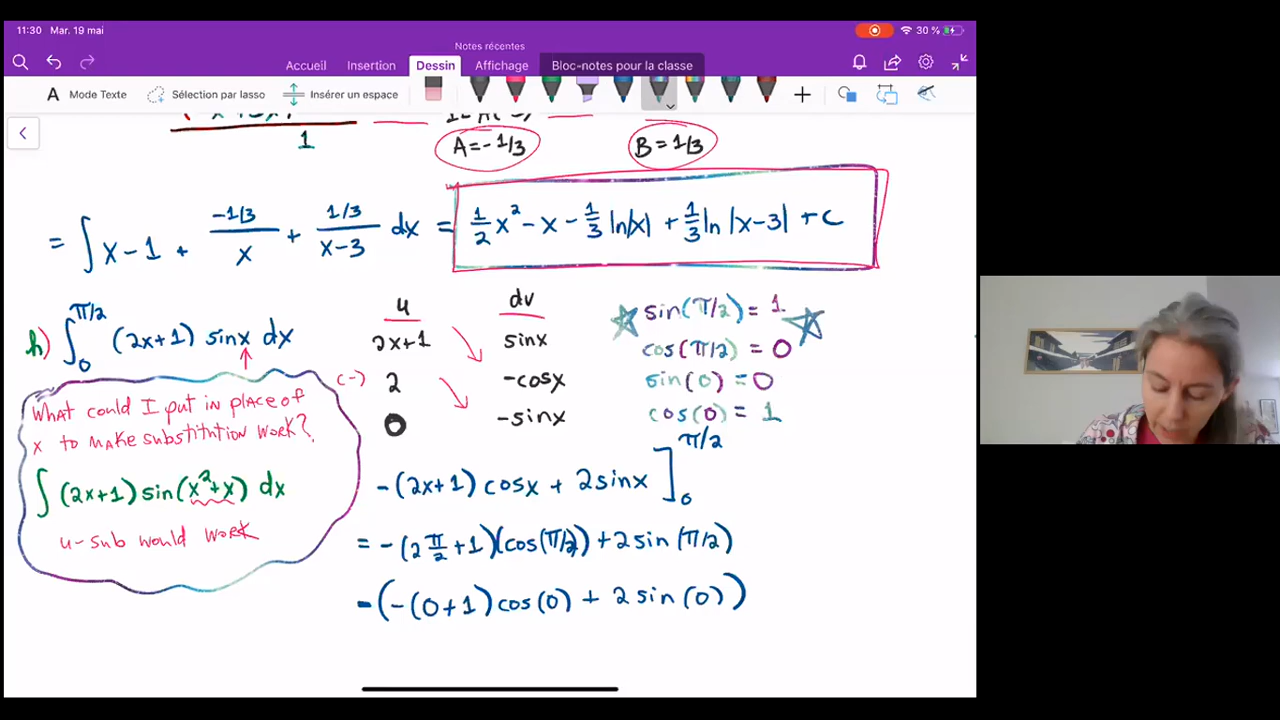 11:30 Mar. 19 mai
30 %
Notes récentes
Accueil Insertion Dessin Affichage Bloc-notes pour la classe
A Mode Texte Sélection par lasso Insérer un espace
1
A = -1/3 B = 1/3
= ∫ x - 1 + (-1/3)/x + (1/3)/(x-3) dx = 1/2 x² - x - 1/3 ln|x| + 1/3 ln |x-3| + C
h) ∫₀^(π/2) (2x+1) sinx dx
What could I put in place of
x to make substitution work?
∫ (2x+1) sin(x²+x) dx
u-sub would work
u dv
2x+1 sinx
(-) 2 -cosx
0 -sinx
sin(π/2) = 1
cos(π/2) = 0
sin(0) = 0
cos(0) = 1
-(2x+1) cosx + 2sinx ]₀^(π/2)
= -(2 π/2 + 1)(cos(π/2) + 2sin(π/2)
-(-(0+1) cos(0) + 2 sin(0))